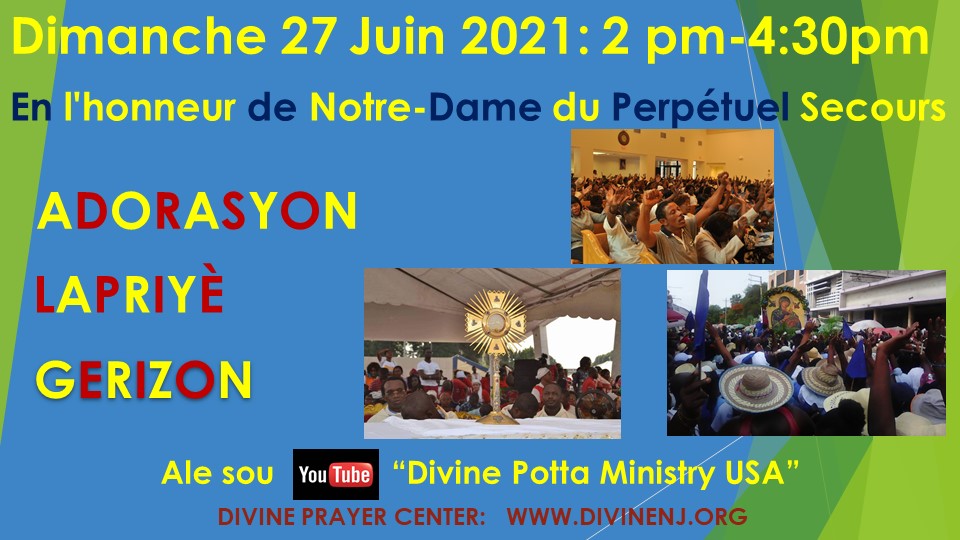 Dimanche 27 Juin 2021: 2 pm-4:30pm
En l'honneur de Notre-Dame du Perpétuel Secours
ADORASYON
LAPRIYÈ
GERIZON
Ale sou YouTube “Divine Potta Ministry USA”
DIVINE PRAYER CENTER: WWW.DIVINENJ.ORG